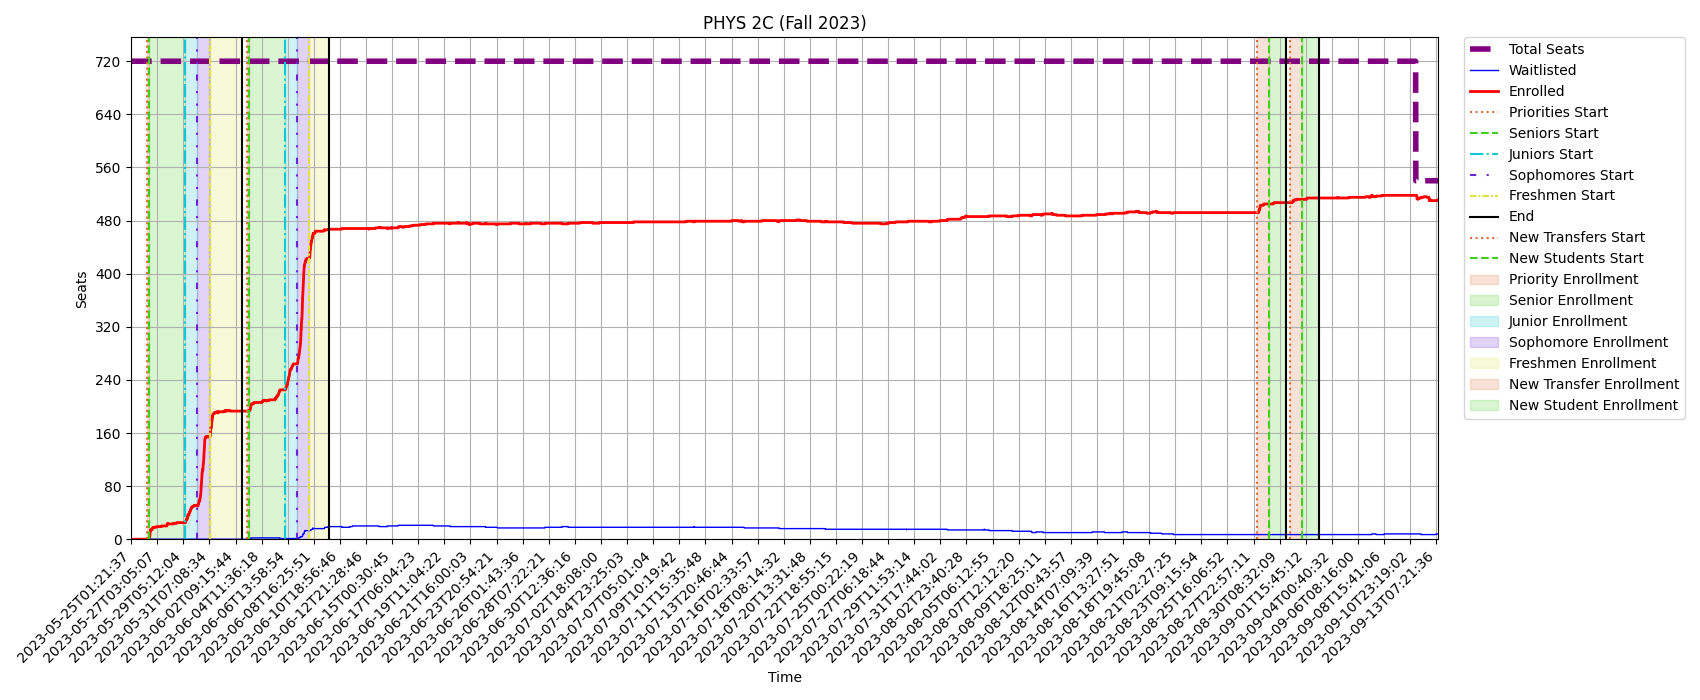 PHYS 2C (Fall 2023)
720
640
560
480
400
320
240
160
80
0
Seats
2023-05-25T01:21:37
2023-05-27T03:05:07
2023-05-29T05:12:04
2023-05-31T07:08:34
2023-06-02T09:15:44
2023-06-04T11:36:18
2023-06-06T13:58:54
2023-06-08T16:25:51
2023-06-10T18:56:46
2023-06-12T21:28:46
2023-06-15T00:30:45
2023-06-17T06:04:23
2023-06-19T11:04:22
2023-06-21T16:00:03
2023-06-23T20:54:21
2023-06-26T01:43:36
2023-06-28T07:22:21
2023-06-30T12:36:16
2023-07-02T18:08:00
2023-07-04T23:25:03
2023-07-07T05:01:04
2023-07-09T10:19:42
2023-07-11T15:35:48
2023-07-13T20:46:44
2023-07-16T02:33:57
2023-07-18T08:14:32
2023-07-20T13:31:48
2023-07-22T18:55:15
2023-07-25T00:22:19
2023-07-27T06:18:44
2023-07-29T11:53:14
2023-07-31T17:44:02
2023-08-02T23:40:28
2023-08-05T06:12:55
2023-08-07T12:12:20
2023-08-09T18:25:11
2023-08-12T00:43:57
2023-08-14T07:09:39
2023-08-16T13:27:51
2023-08-18T19:45:08
2023-08-21T02:27:25
2023-08-23T09:15:54
2023-08-25T16:06:52
2023-08-27T22:57:11
2023-08-30T08:32:09
2023-09-01T15:45:12
2023-09-04T00:40:32
2023-09-06T08:16:00
2023-09-08T15:41:06
2023-09-10T23:19:02
2023-09-13T07:21:36
Time
Total Seats
Waitlisted
Enrolled
Priorities Start
Seniors Start
Juniors Start
Sophomores Start
Freshmen Start
End
New Transfers Start
New Students Start
Priority Enrollment
Senior Enrollment
Junior Enrollment
Sophomore Enrollment
Freshmen Enrollment
New Transfer Enrollment
New Student Enrollment